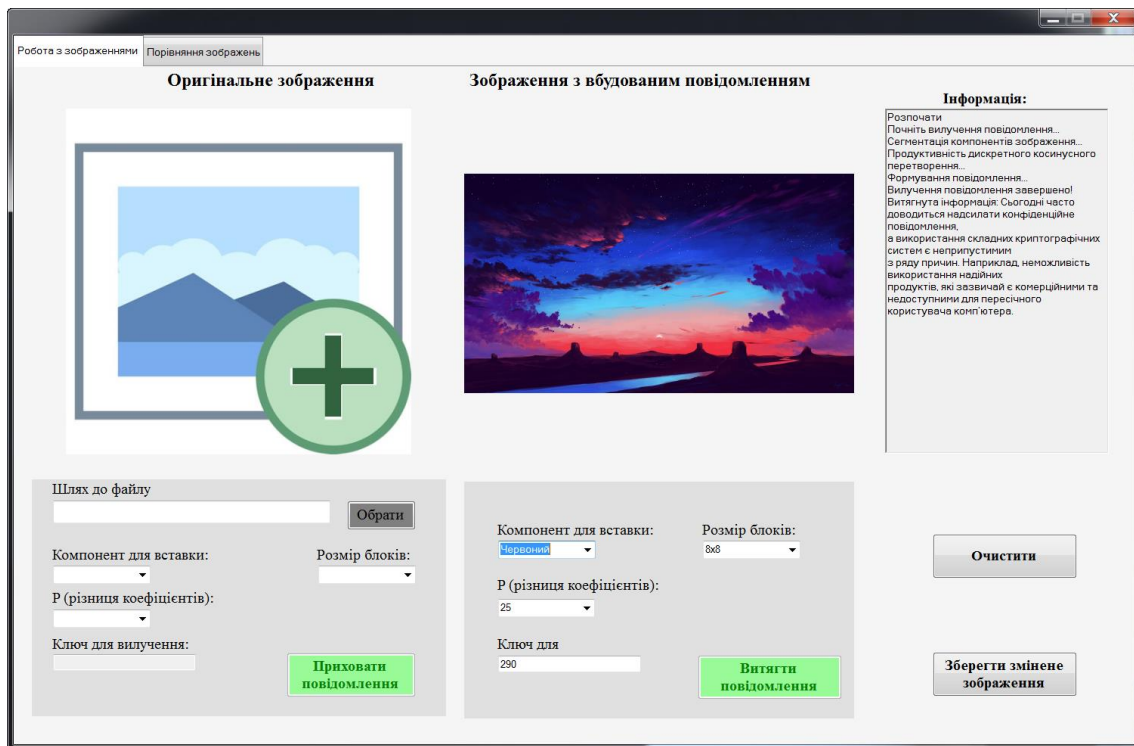 Робота з зображеннями
Порівняння зображень
Оригінальне зображення
Зображення з вбудованим повідомленням
Інформація:
Розпочати
Почніть вилучення повідомлення...
Сегментація компонентів зображення...
Продуктивність дискретного косинусного
перетворення...
Формування повідомлення...
Вилучення повідомлення завершено!
Витягнута інформація: Сьогодні часто
доводиться надсилати конфіденційне
повідомлення,
а використання складних криптографічних
систем є неприпустимим
з ряду причин. Наприклад, неможливість
використання надійних
продуктів, які зазвичай є комерційними та
недоступними для пересічного
користувача комп'ютера.
Шлях до файлу
Обрати
Компонент для вставки:
Розмір блоків:
P (різниця коефіцієнтів):
Ключ для вилучення:
Приховати
повідомлення
Компонент для вставки:
Розмір блоків:
Червоний
8x8
P (різниця коефіцієнтів):
25
Ключ для
290
Витягти
повідомлення
Очистити
Зберегти змінене
зображення